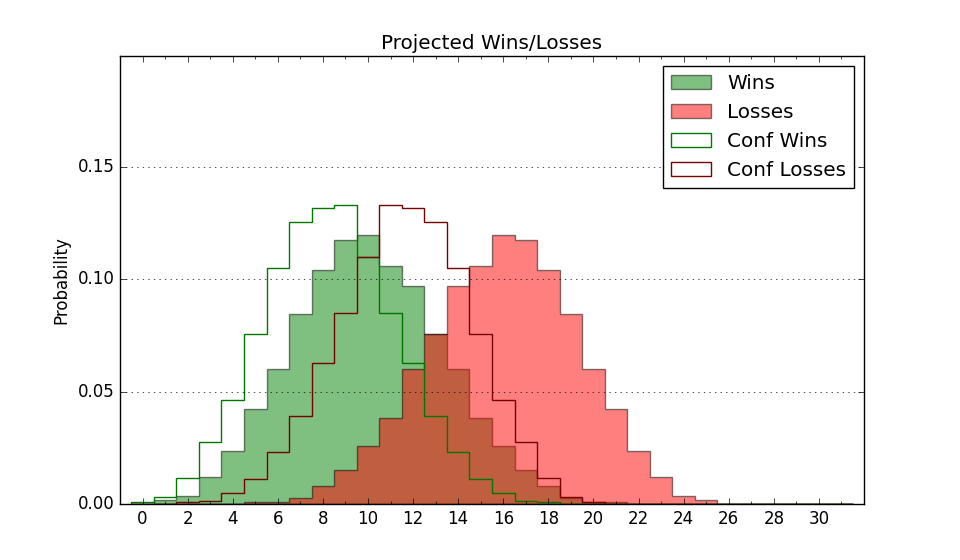 Projected Wins/Losses
Wins
Losses
Conf Wins
Conf Losses
Probability
0.15
0.10
0.05
0.00
0 2 4 6 8 10 12 14 16 18 20 22 24 26 28 30